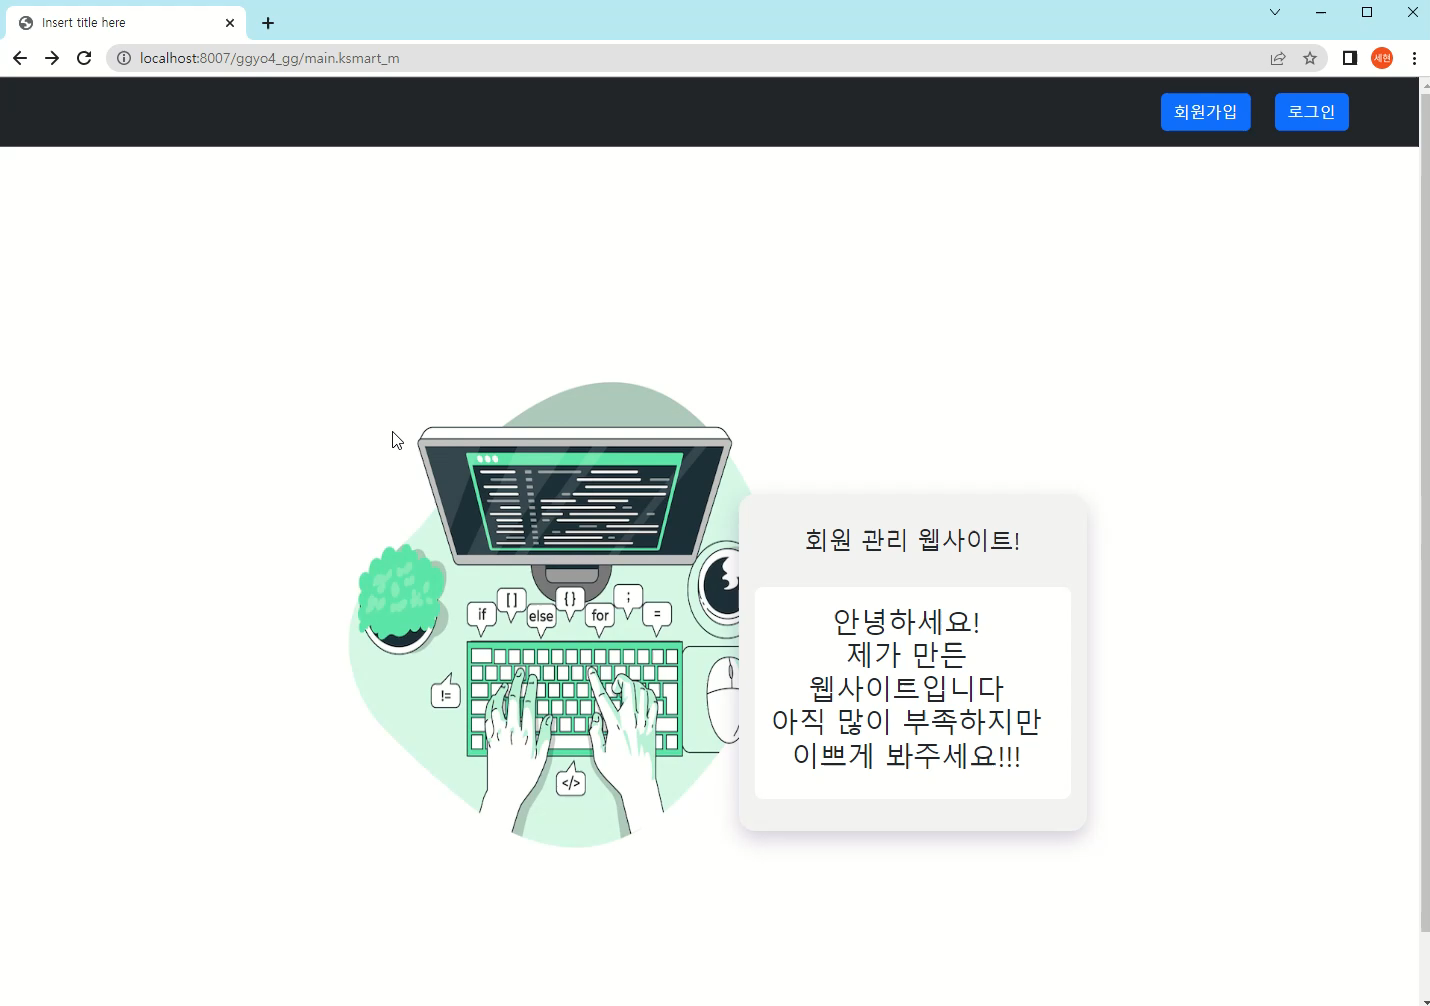 Insert title here
localhost:8007/ggyo4_gg/main.ksmart_m
세현
회원가입
로그인
회원 관리 웹사이트!
안녕하세요!
제가 만든
웹사이트입니다
아직 많이 부족하지만
이쁘게 봐주세요!!!
if
[ ]
else
{ }
for
;
=
!=
</>